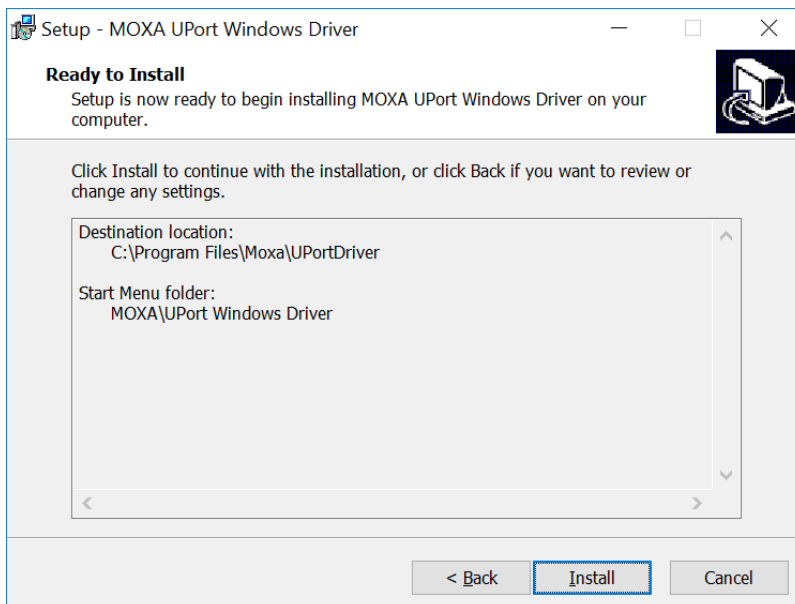 Setup - MOXA UPort Windows Driver
Ready to Install
Setup is now ready to begin installing MOXA UPort Windows Driver on your
computer.
Click Install to continue with the installation, or click Back if you want to review or
change any settings.
Destination location:
C:\Program Files\Moxa\UPortDriver
Start Menu folder:
MOXA\UPort Windows Driver
< Back
Install
Cancel